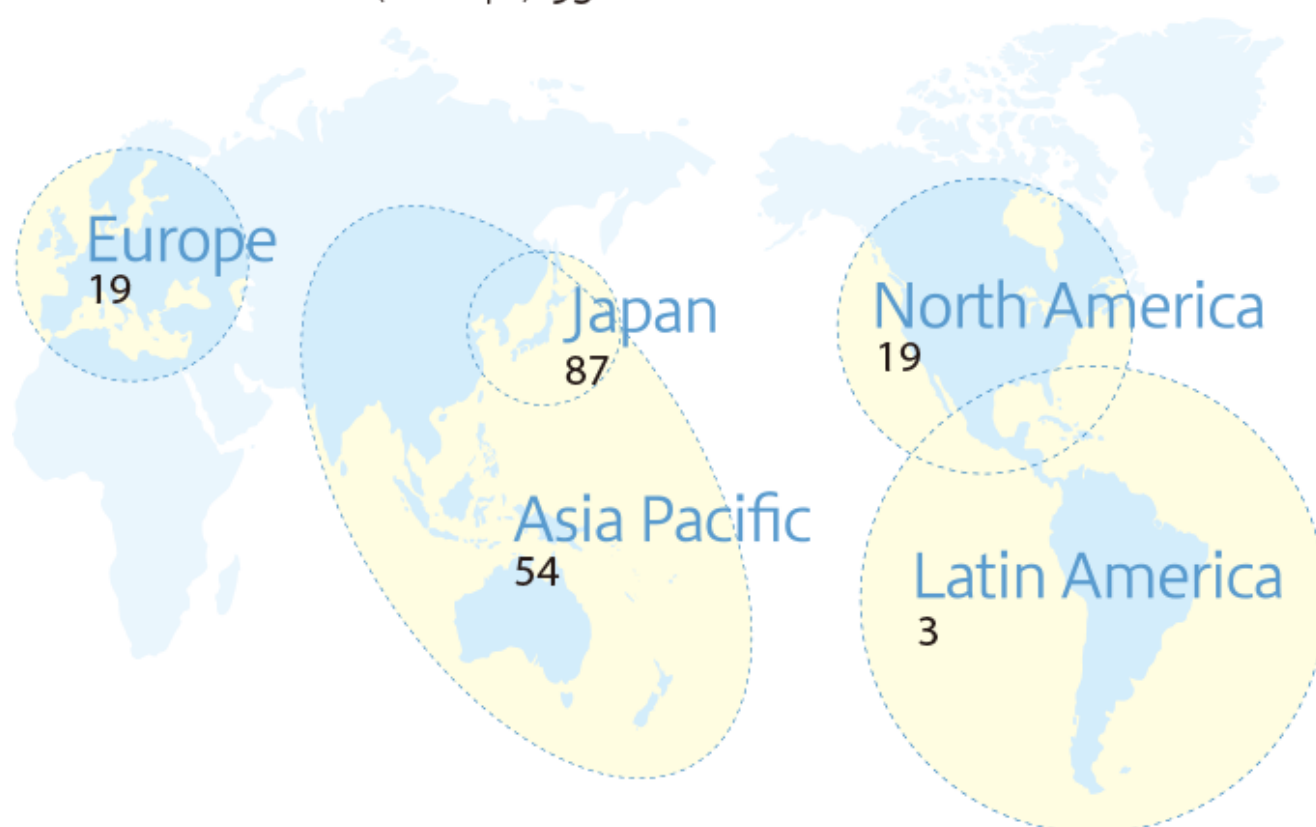 Europe
19
Japan
87
North America
19
Asia Pacific
54
Latin America
3